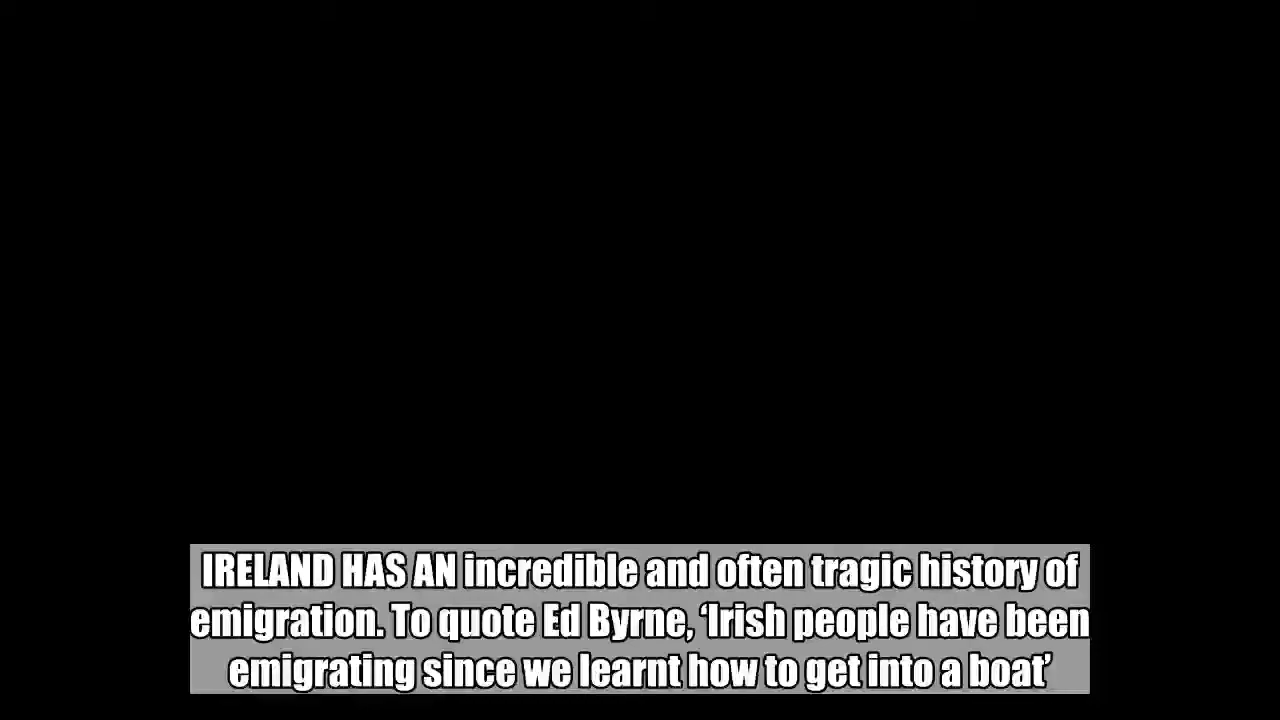 IRELAND HAS AN incredible and often tragic history of
emigration. To quote Ed Byrne, ‘Irish people have been
emigrating since we learnt how to get into a boat’